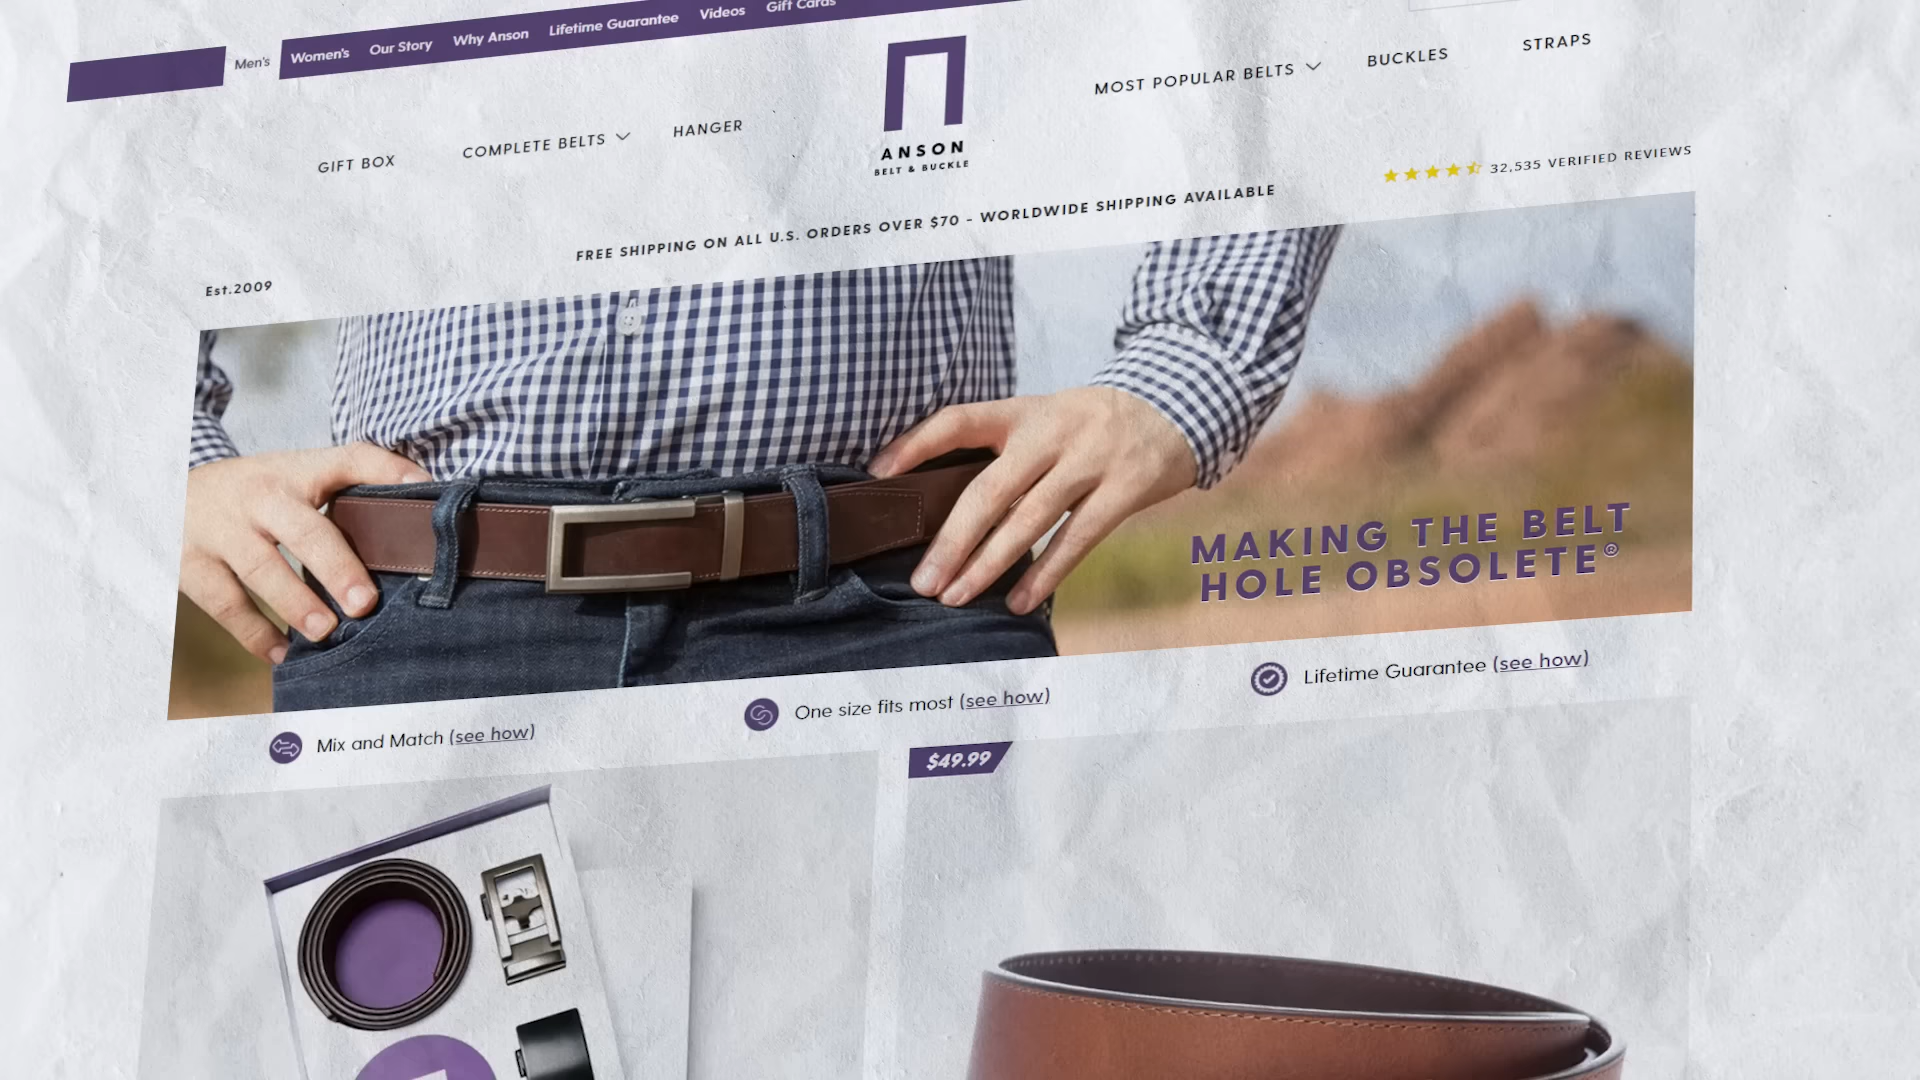 Men's Women's Our Story Why Anson Lifetime Guarantee Videos Gift Cards
GIFT BOX COMPLETE BELTS HANGER
ANSON
BELT & BUCKLE
MOST POPULAR BELTS BUCKLES STRAPS
Est.2009
FREE SHIPPING ON ALL U.S. ORDERS OVER $70 - WORLDWIDE SHIPPING AVAILABLE
32,535 VERIFIED REVIEWS
MAKING THE BELT
HOLE OBSOLETE®
Mix and Match (see how)
One size fits most (see how)
Lifetime Guarantee (see how)
$49.99